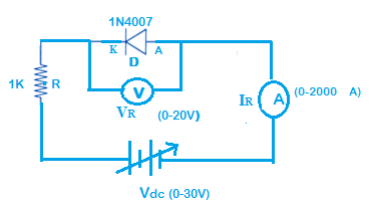 1N4007
K
A
D
1K
R
V
VR
(0-20V)
IR
A
(0-2000 A)
Vdc (0-30V)